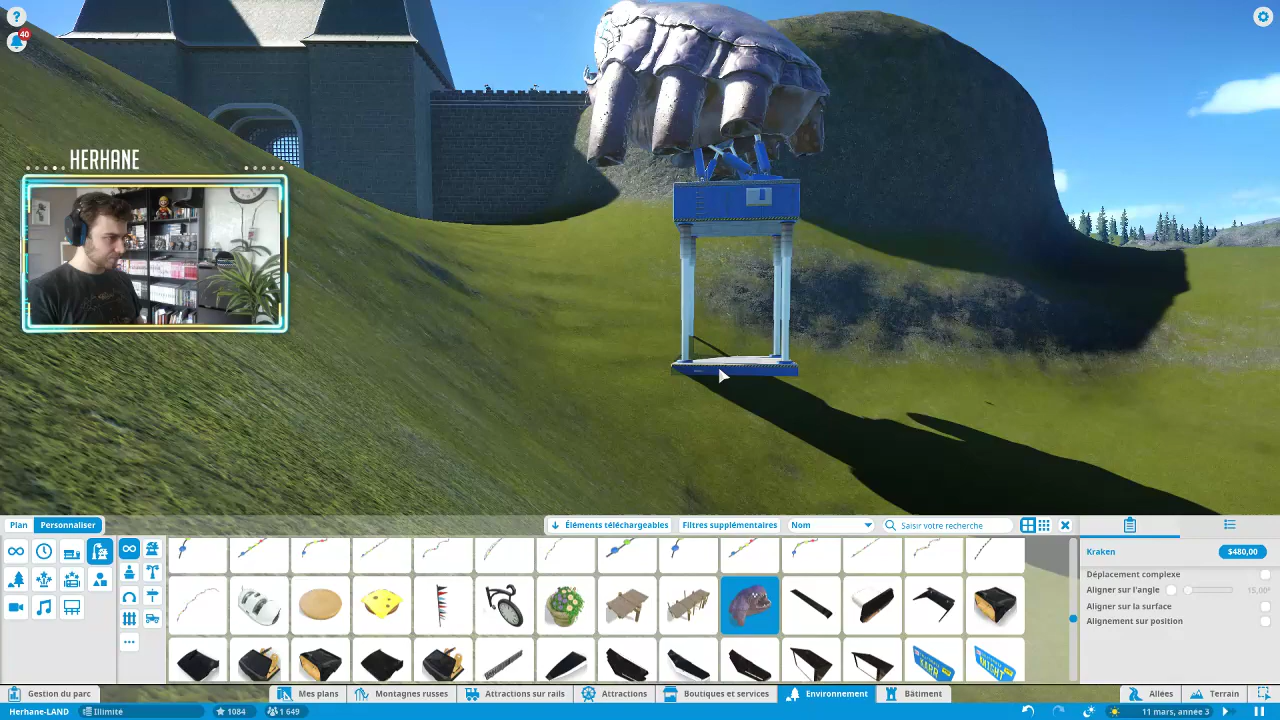 ?
40
HERHANE
Plan
Personnaliser
Éléments téléchargeables
Filtres supplémentaires
Nom
Saisir votre recherche
Kraken
$480,00
Déplacement complexe
Aligner sur l'angle
15,00°
Aligner sur la surface
Alignement sur position
KARR
KNIGHT
Gestion du parc
Mes plans
Montagnes russes
Attractions sur rails
Attractions
Boutiques et services
Environnement
Bâtiment
Allées
Terrain
Herhane-LAND
Illimité
1084
1 649
11 mars, année 3